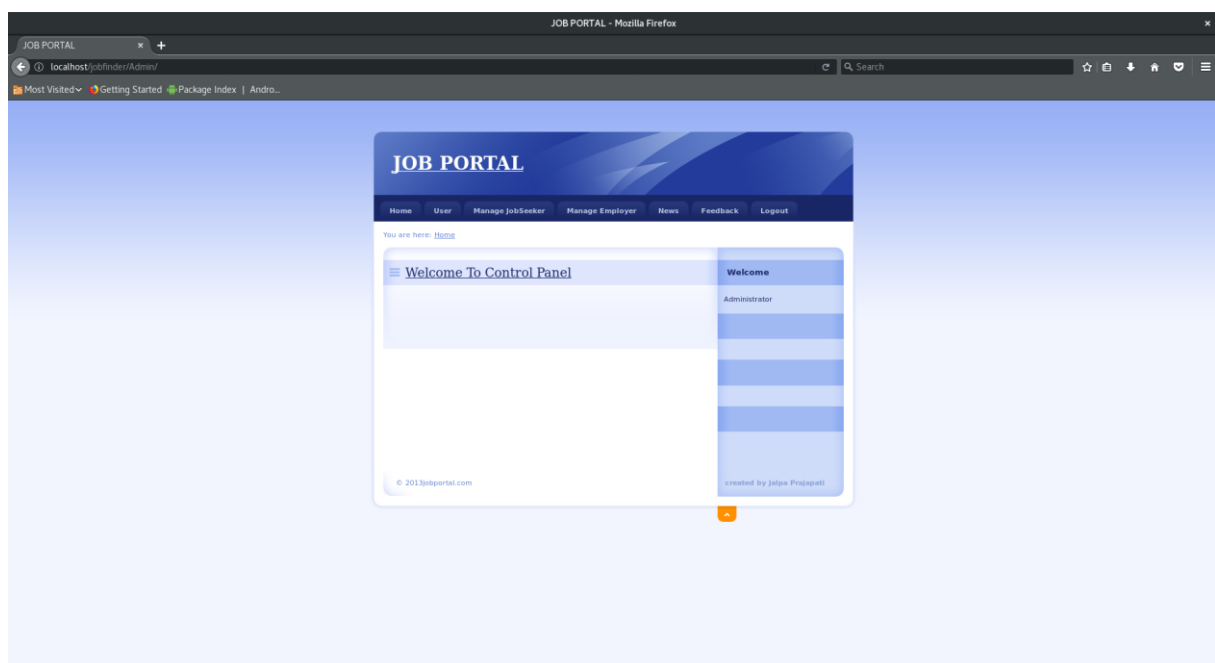 JOB PORTAL - Mozilla Firefox
JOB PORTAL
localhost/jobfinder/Admin/
Search
Most Visited Getting Started Package Index | Andro...
JOB PORTAL
Home User Manage JobSeeker Manage Employer News Feedback Logout
You are here: Home
Welcome To Control Panel
Welcome
Administrator
© 2013jobportal.com
created by Jalpa Prajapati